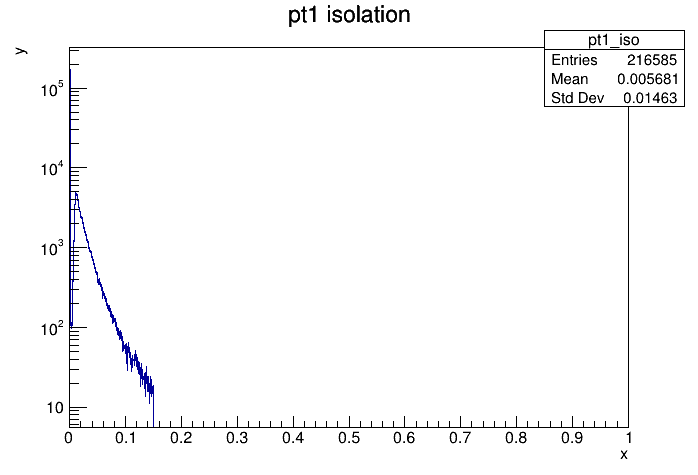 pt1 isolation
y
pt1_iso
Entries 216585
Mean 0.005681
Std Dev 0.01463
10^5
10^4
10^3
10^2
10
0 0.1 0.2 0.3 0.4 0.5 0.6 0.7 0.8 0.9 1
x